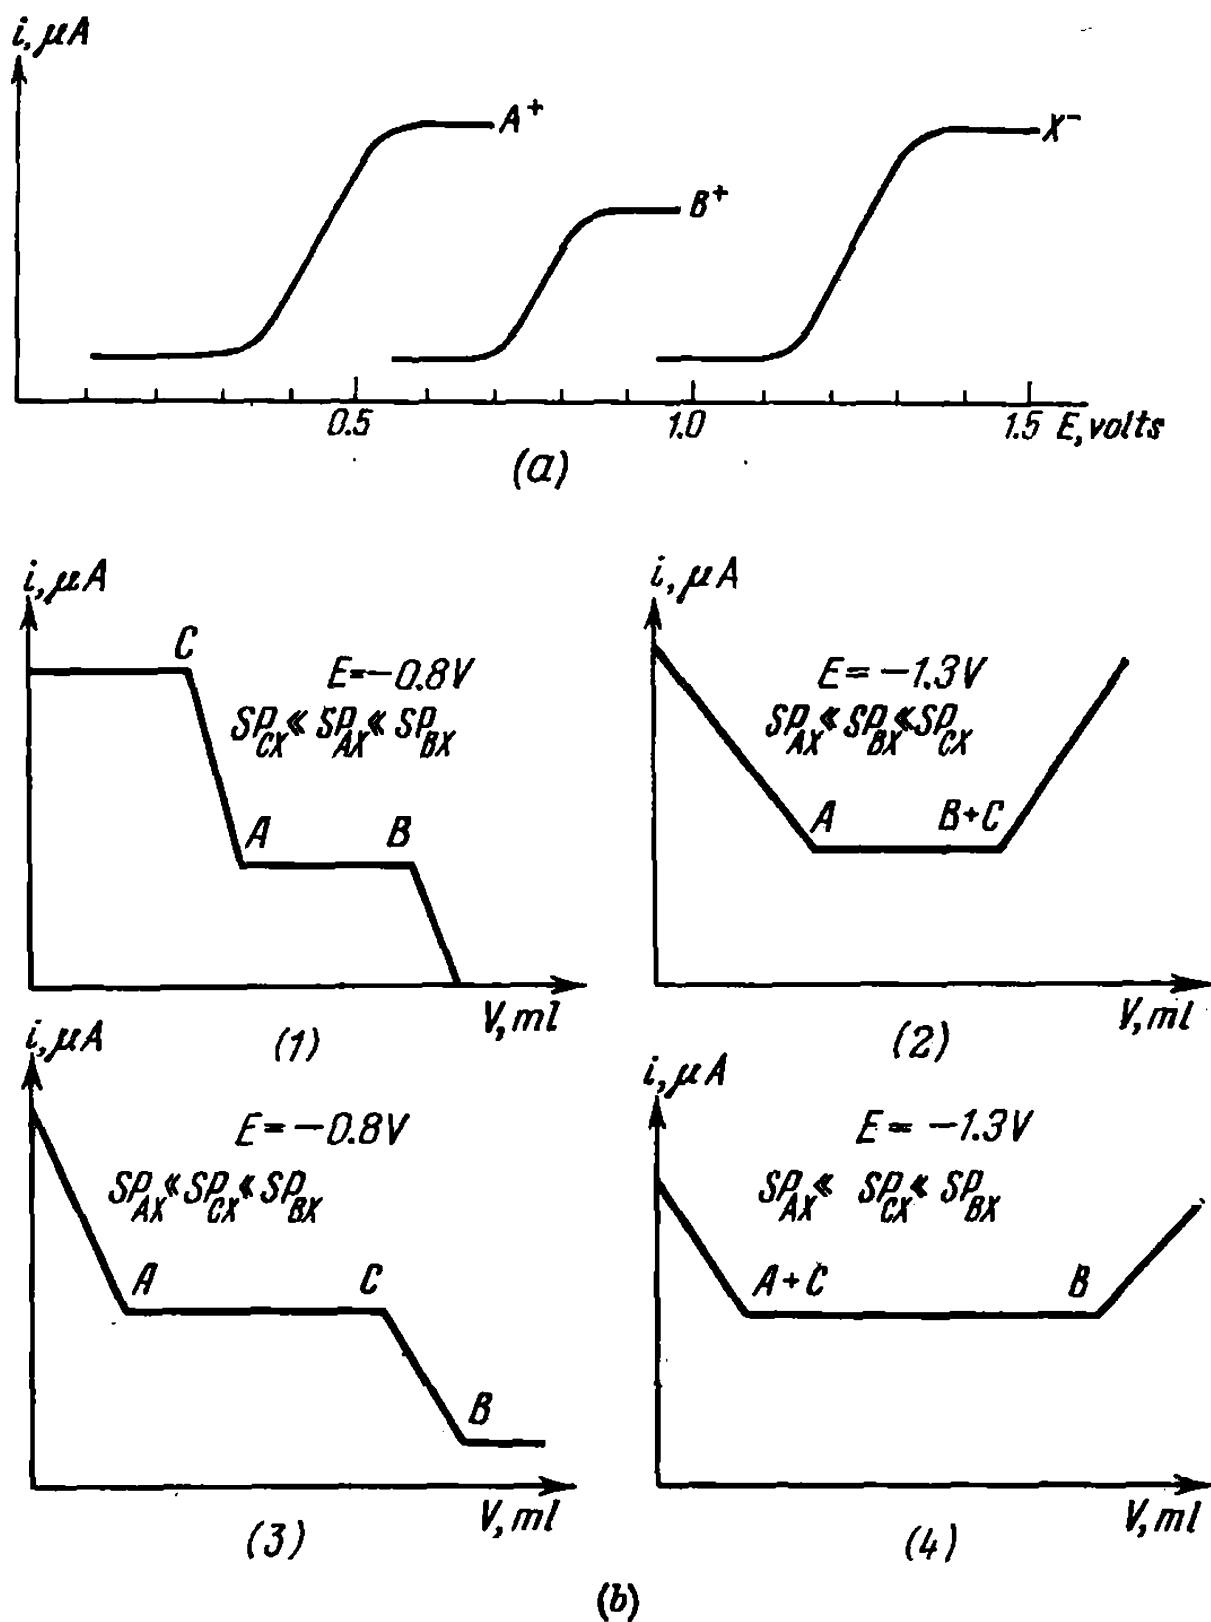 i, μA
A⁺
B⁺
X⁻
0.5 1.0 1.5 E, volts
(a)
i, μA
C
E=−0.8V
SP_CX ≪ SP_AX ≪ SP_BX
A B
V, ml
(1)
i, μA
E=−1.3V
SP_AX ≪ SP_BX ≪ SP_CX
A B+C
V, ml
(2)
i, μA
E=−0.8V
SP_AX ≪ SP_CX ≪ SP_BX
A C
B
V, ml
(3)
i, μA
E=−1.3V
SP_AX ≪ SP_CX ≪ SP_BX
A+C B
V, ml
(4)
(b)